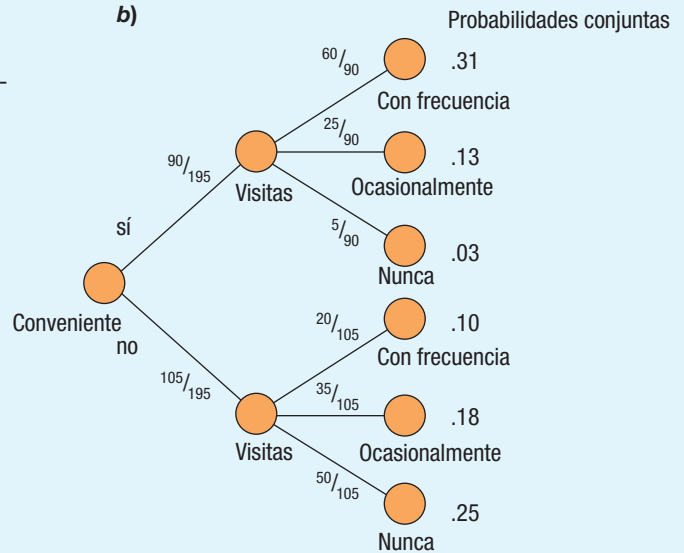 b)
Probabilidades conjuntas
60/90
.31
Con frecuencia
25/90
.13
90/195
Visitas
Ocasionalmente
sí
5/90
.03
Nunca
Conveniente
20/105
.10
no
Con frecuencia
105/195
35/105
.18
Visitas
Ocasionalmente
50/105
.25
Nunca